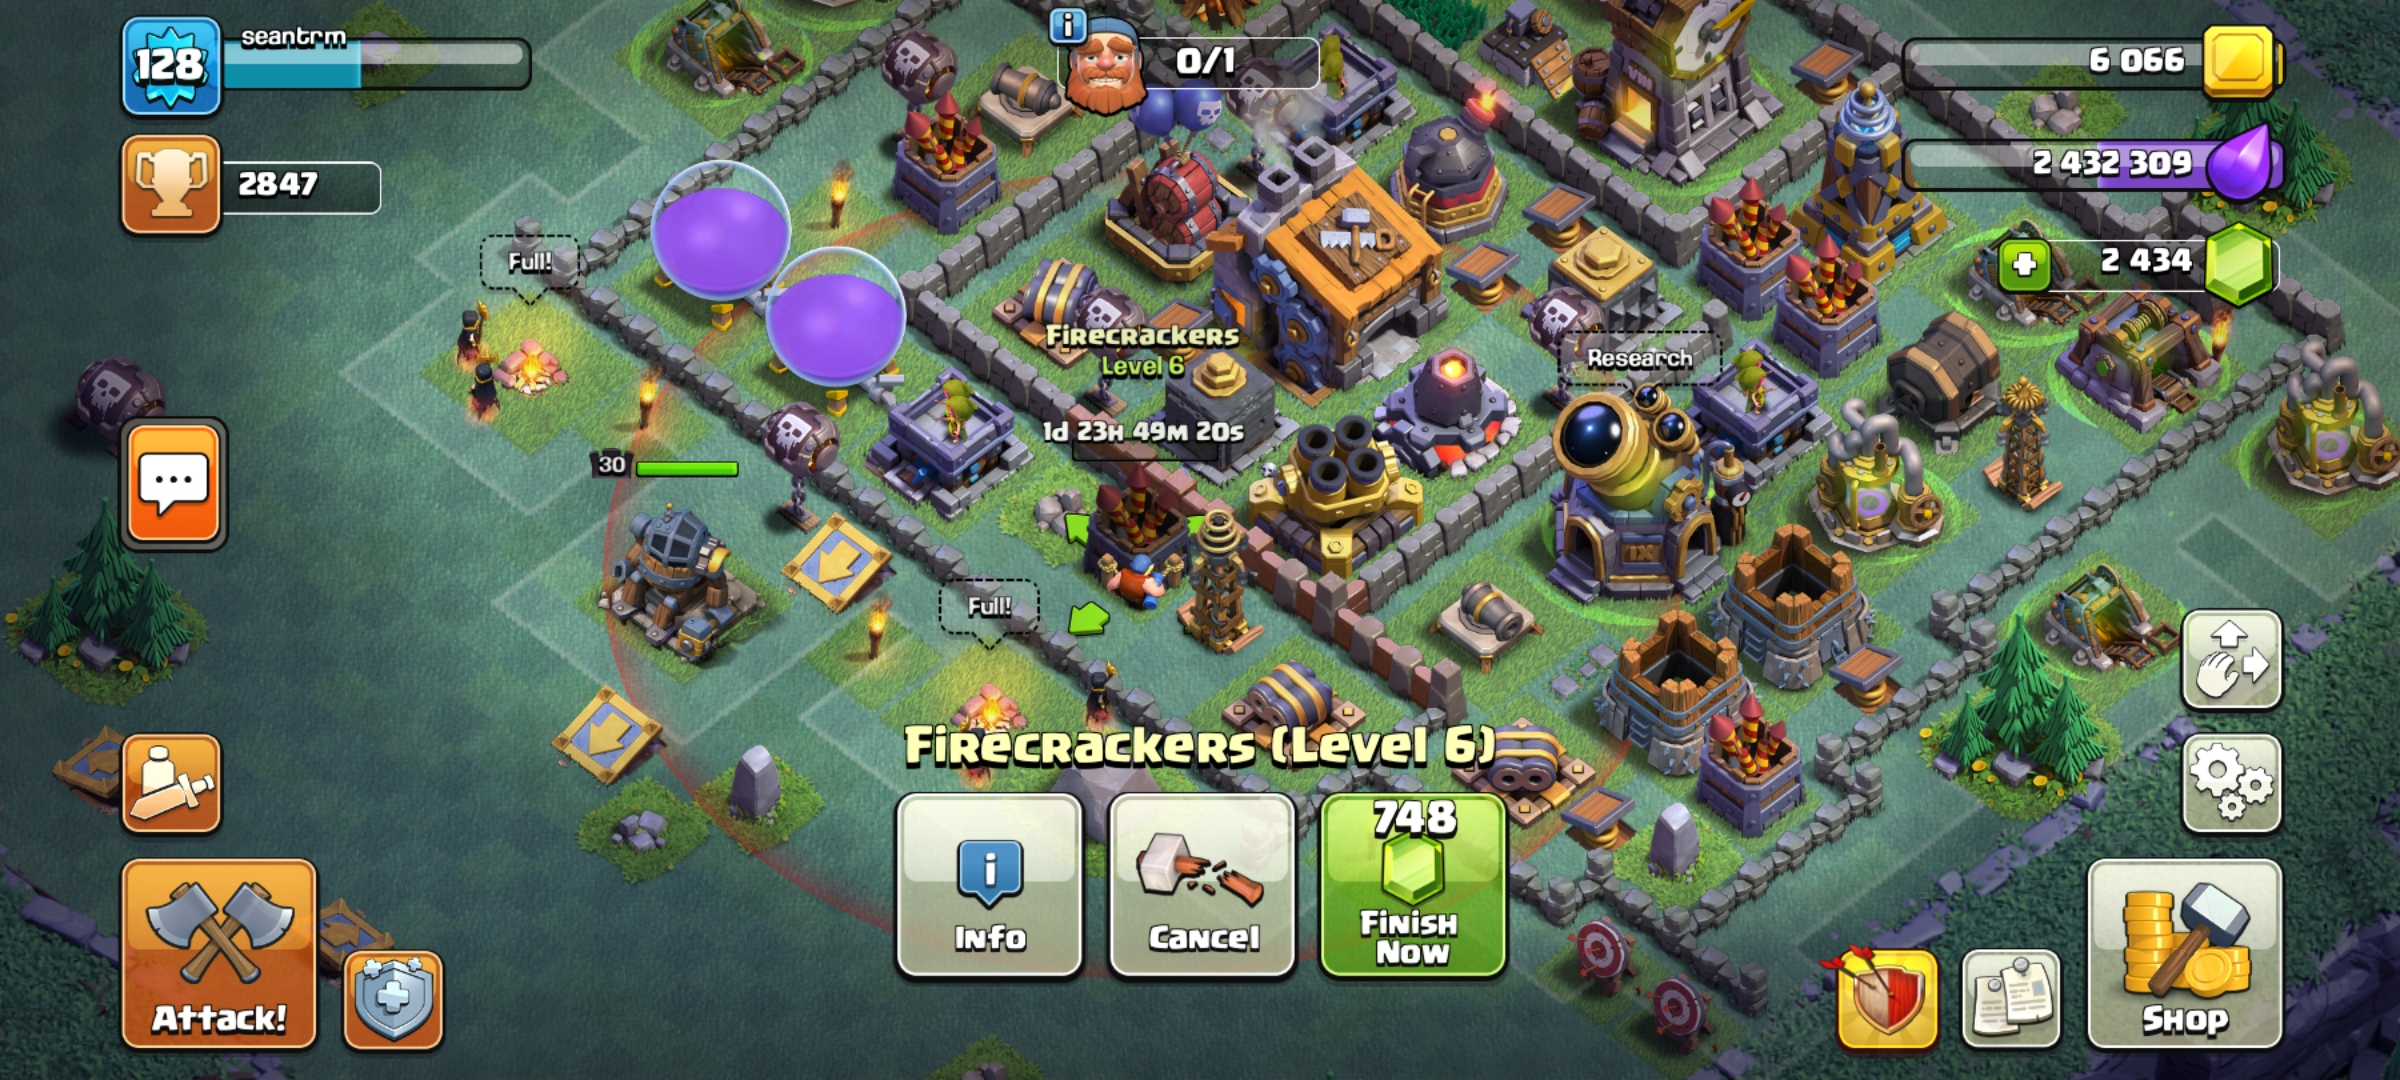 128
seantrm
0/1
6 066
2847
2 432 309
2 434
Full!
Firecrackers
Level 6
Research
1d 23H 49M 20s
30
IX
Full!
Firecrackers (Level 6)
748
Info
Cancel
Finish
Now
Attack!
Shop